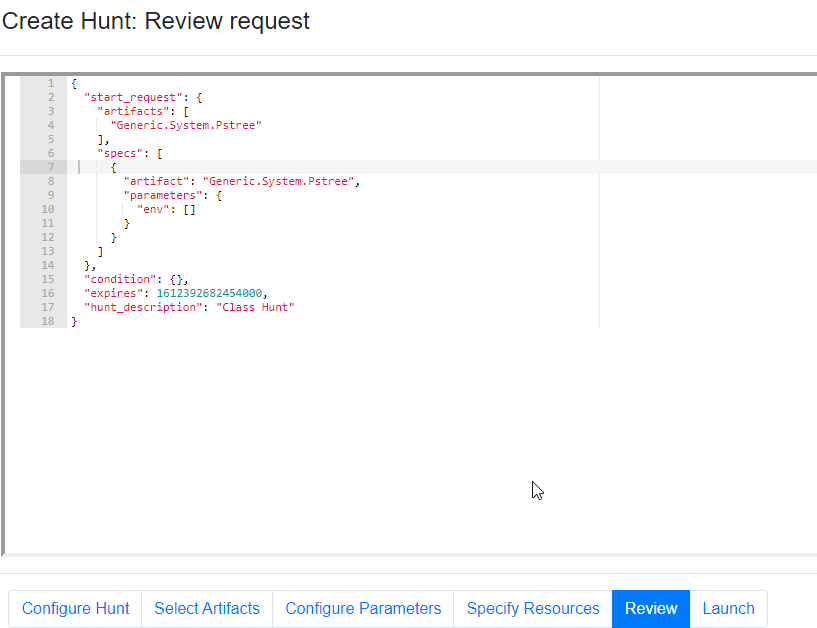 Create Hunt: Review request
1 {
2 "start_request": {
3 "artifacts": [
4 "Generic.System.Pstree"
5 ],
6 "specs": [
7 {
8 "artifact": "Generic.System.Pstree",
9 "parameters": {
10 "env": []
11 }
12 }
13 ]
14 },
15 "condition": {},
16 "expires": 1612392682454000,
17 "hunt_description": "Class Hunt"
18 }
Configure Hunt Select Artifacts Configure Parameters Specify Resources Review Launch